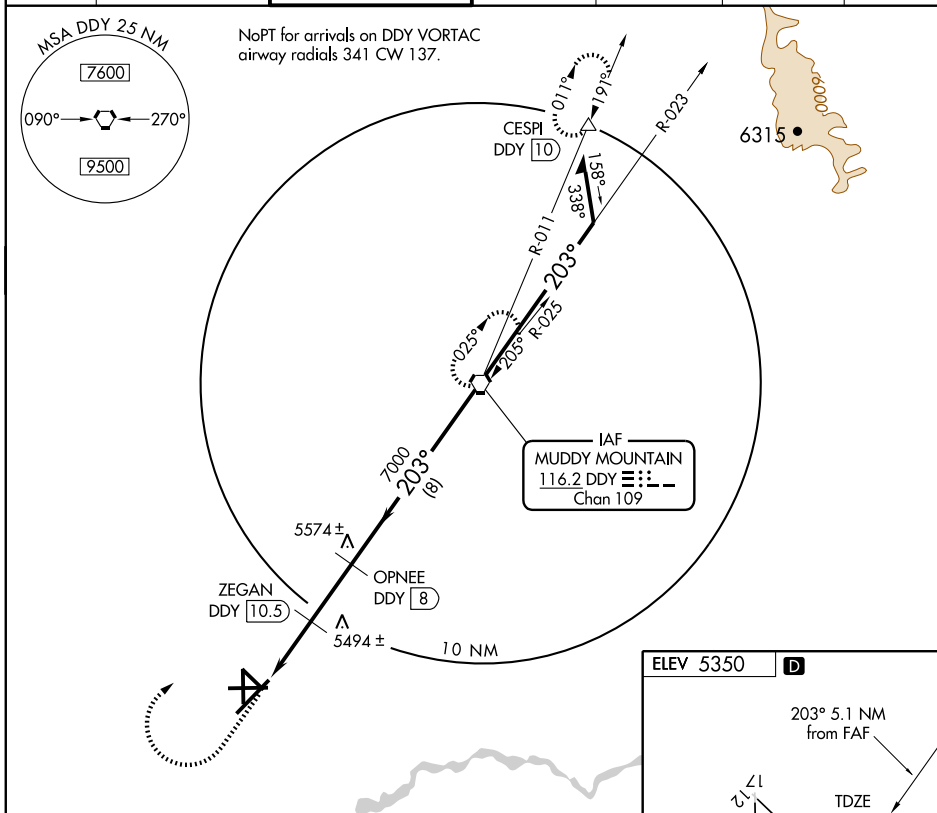 MSA DDY 25 NM
7600
090°
270°
9500
NoPT for arrivals on DDY VORTAC
airway radials 341 CW 137.
011°
191°
CESPI
DDY 10
R-023
6000
6315
158°
338°
R-011
203°
R-025
205°
025°
IAF
MUDDY MOUNTAIN
116.2 DDY
Chan 109
7000
203°
(8)
5574 ±
OPNEE
DDY 8
ZEGAN
DDY 10.5
5494 ±
10 NM
ELEV 5350
D
203° 5.1 NM
from FAF
17
12
TDZE